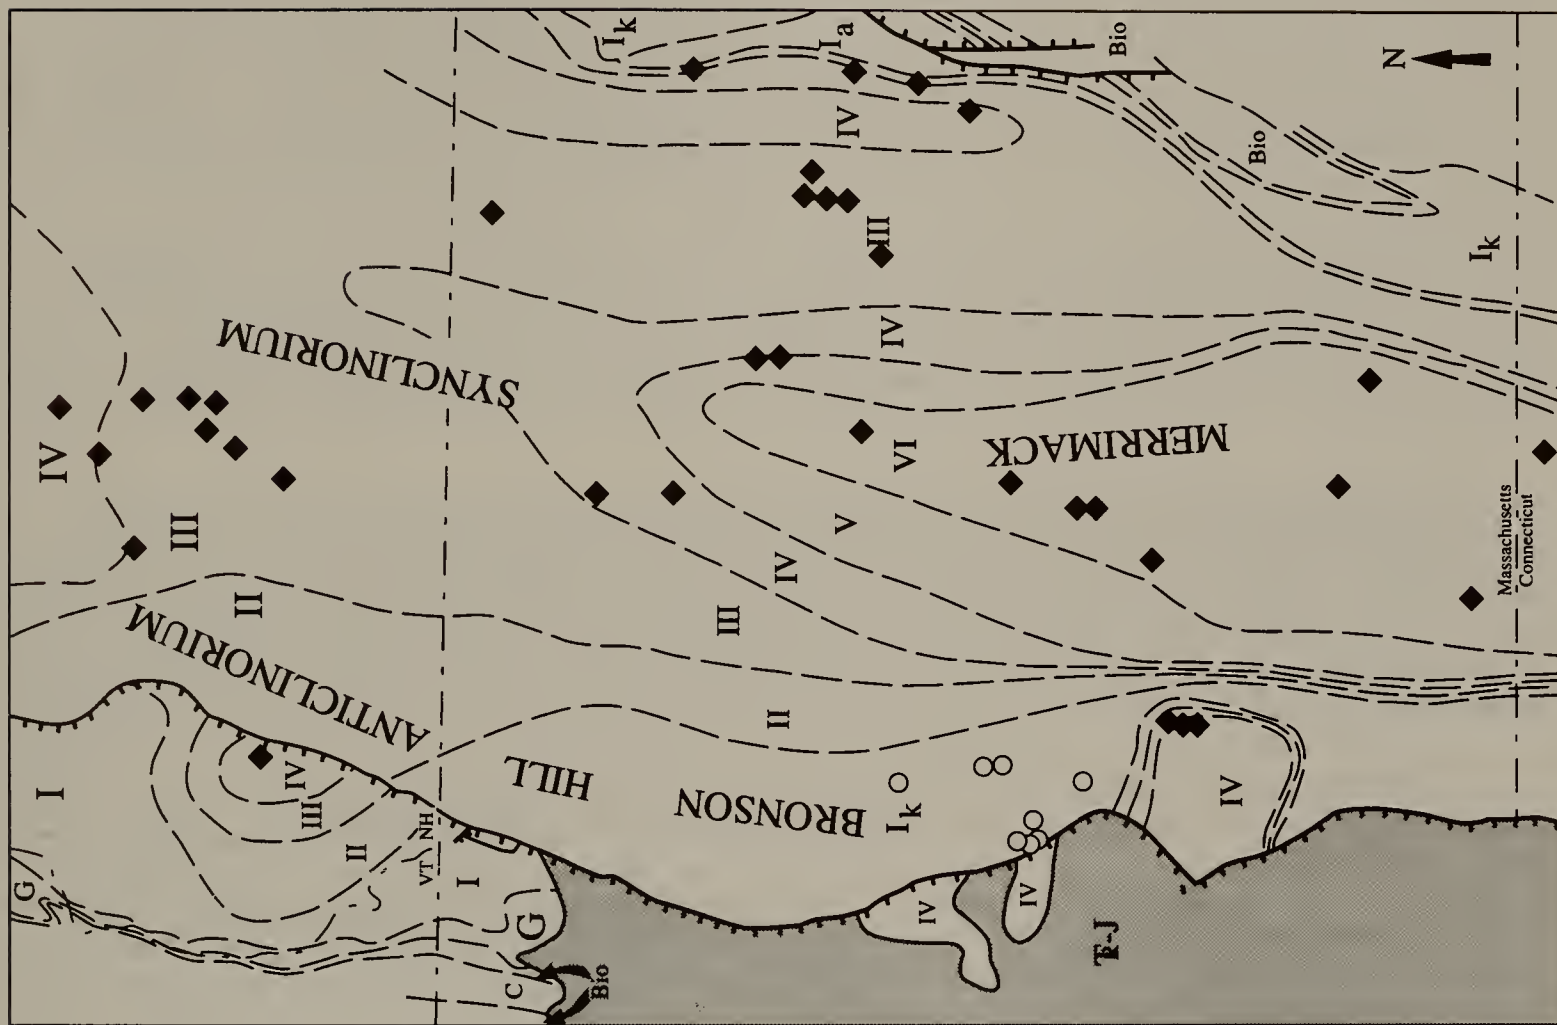 G
I
IV
III
II
ANTICLINORIUM
SYNCLINORIUM
IV
III
II
VT NH
I
C
G
HILL
Bio
Ik
BRONSON
III
II
IV
V
Ia
IV
III
IV
VI
Ik
IV
IV
MERRIMACK
Ŧ-J
Bio
IV
Bio
N
Ik
Massachusetts
Connecticut